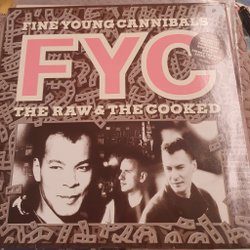 FINE YOUNG CANNIBALS
FYC
THE RAW & THE COOKED